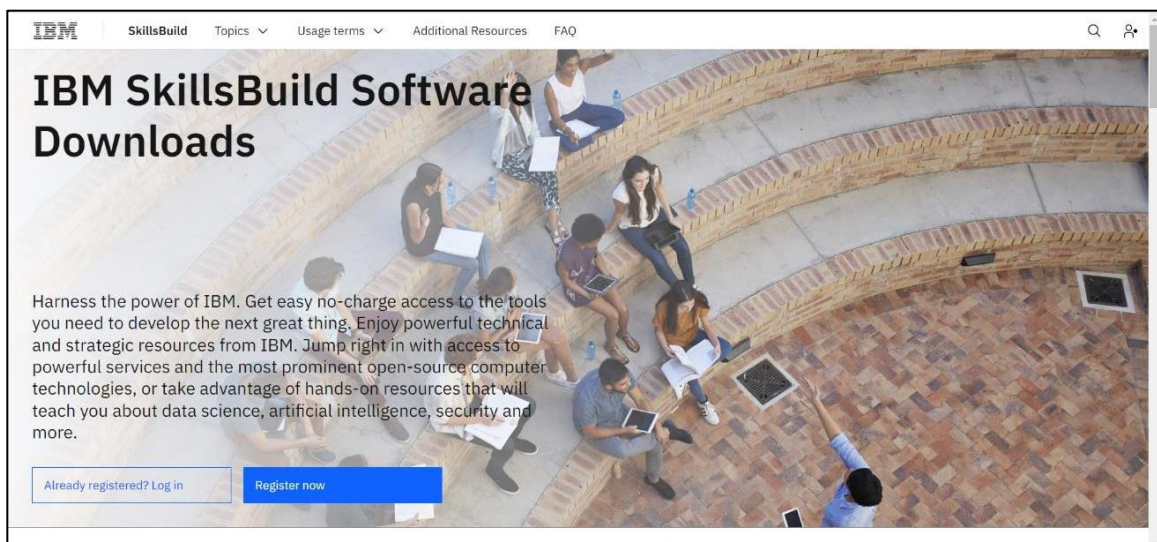 IBM
SkillsBuild Topics Usage terms Additional Resources FAQ
IBM SkillsBuild Software
Downloads
Harness the power of IBM. Get easy no-charge access to the tools
you need to develop the next great thing. Enjoy powerful technical
and strategic resources from IBM. Jump right in with access to
powerful services and the most prominent open-source computer
technologies, or take advantage of hands-on resources that will
teach you about data science, artificial intelligence, security and
more.
Already registered? Log in
Register now